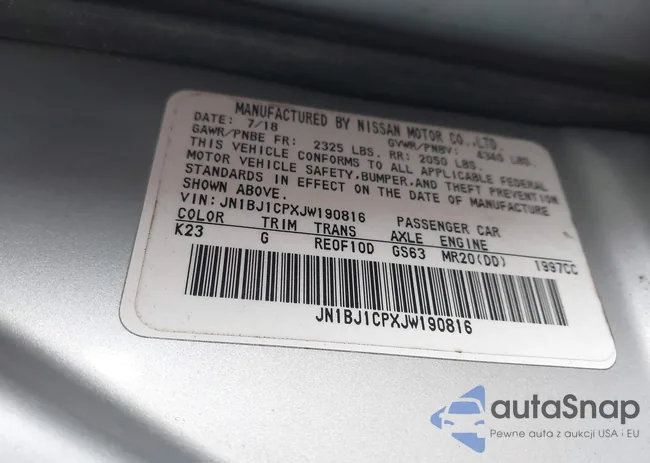 MANUFACTURED BY NISSAN MOTOR CO.,LTD.
DATE: 7/18 GVWR/PNBV: 4340 LBS.
GAWR/PNBE FR: 2325 LBS. RR: 2050 LBS.
THIS VEHICLE CONFORMS TO ALL APPLICABLE FEDERAL
MOTOR VEHICLE SAFETY,BUMPER,AND THEFT PREVENTION
STANDARDS IN EFFECT ON THE DATE OF MANUFACTURE
SHOWN ABOVE.
VIN: JN1BJ1CPXJW190816 PASSENGER CAR
COLOR TRIM TRANS AXLE ENGINE
K23 G RE0F10D GS63 MR20(DD) 1997CC
JN1BJ1CPXJW190816
autaSnap
Pewne auta z aukcji USA i EU